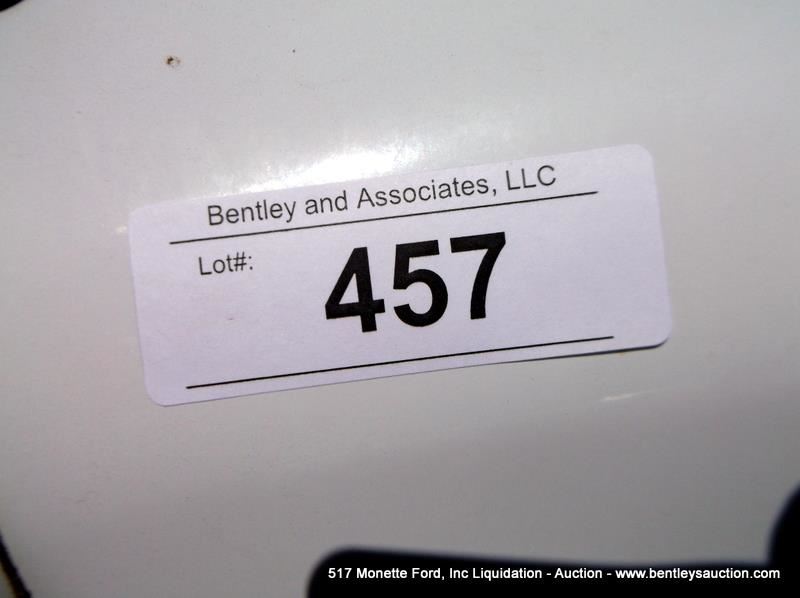 Bentley and Associates, LLC
Lot#:
457
517 Monette Ford, Inc Liquidation - Auction - www.bentleysauction.com